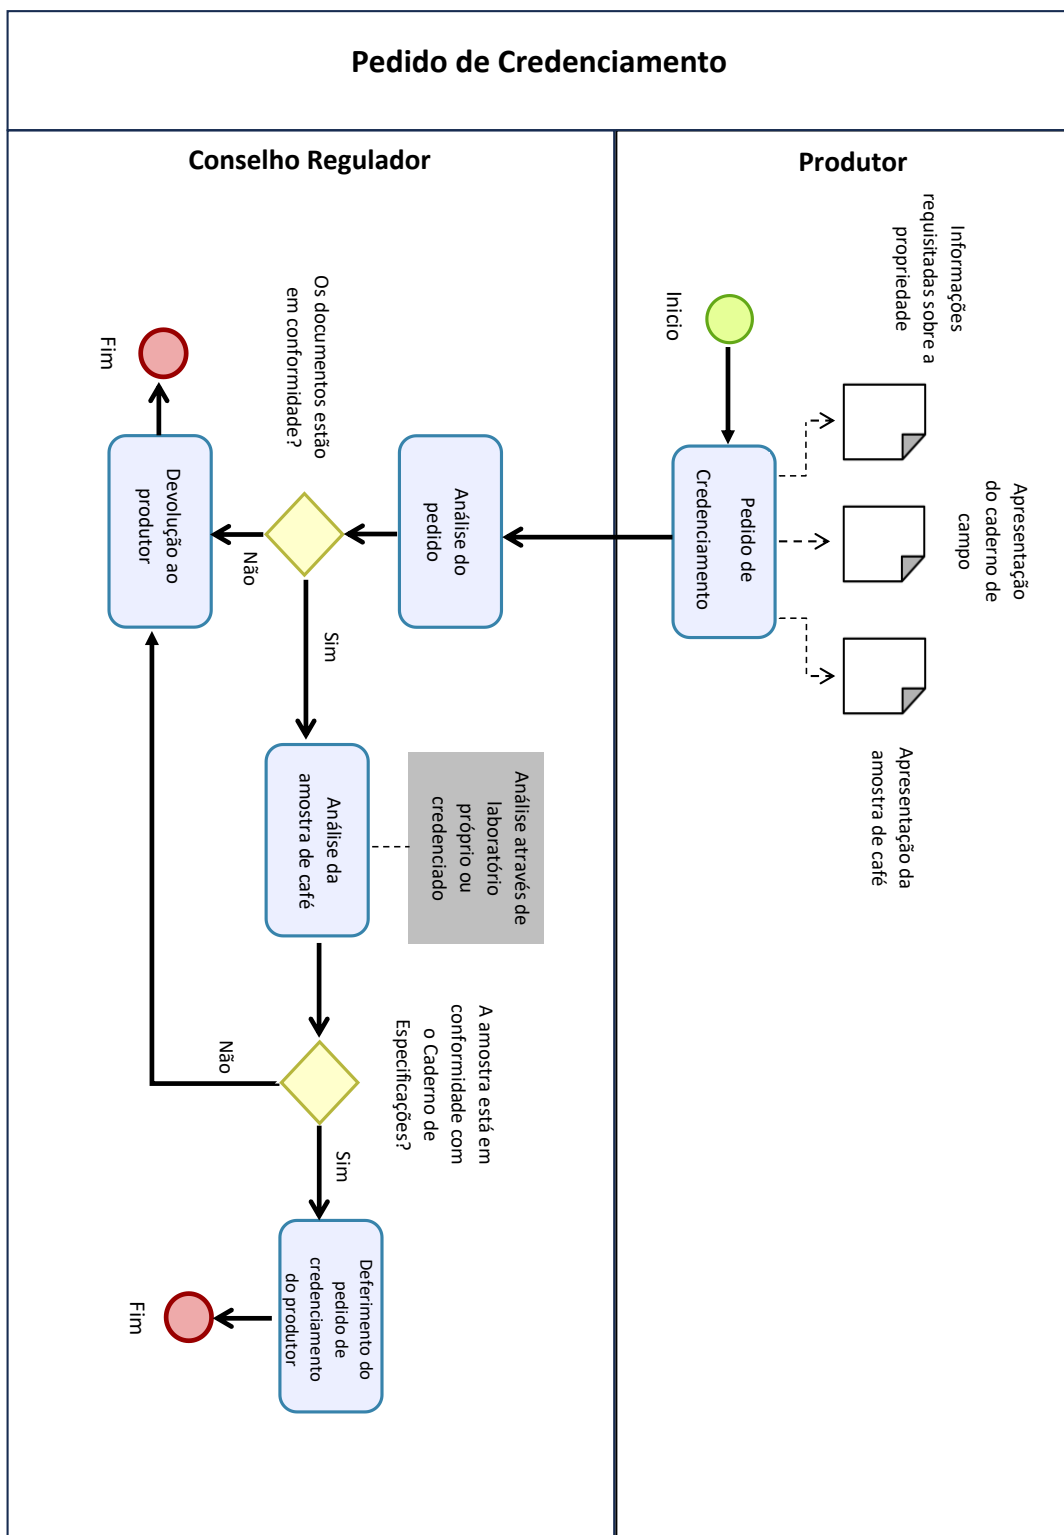 Pedido de Credenciamento
Conselho Regulador
Produtor
Informações
requisitadas sobre a
propriedade
Apresentação
do caderno de
campo
Apresentação da
amostra de café
Inicio
Pedido de
Credenciamento
Análise do
pedido
Os documentos estão
em conformidade?
Não
Sim
Devolução ao
produtor
Fim
Análise através de
laboratório
próprio ou
credenciado
Análise da
amostra de café
A amostra está em
conformidade com
o Caderno de
Especificações?
Não
Sim
Deferimento do
pedido de
credenciamento
do produtor
Fim